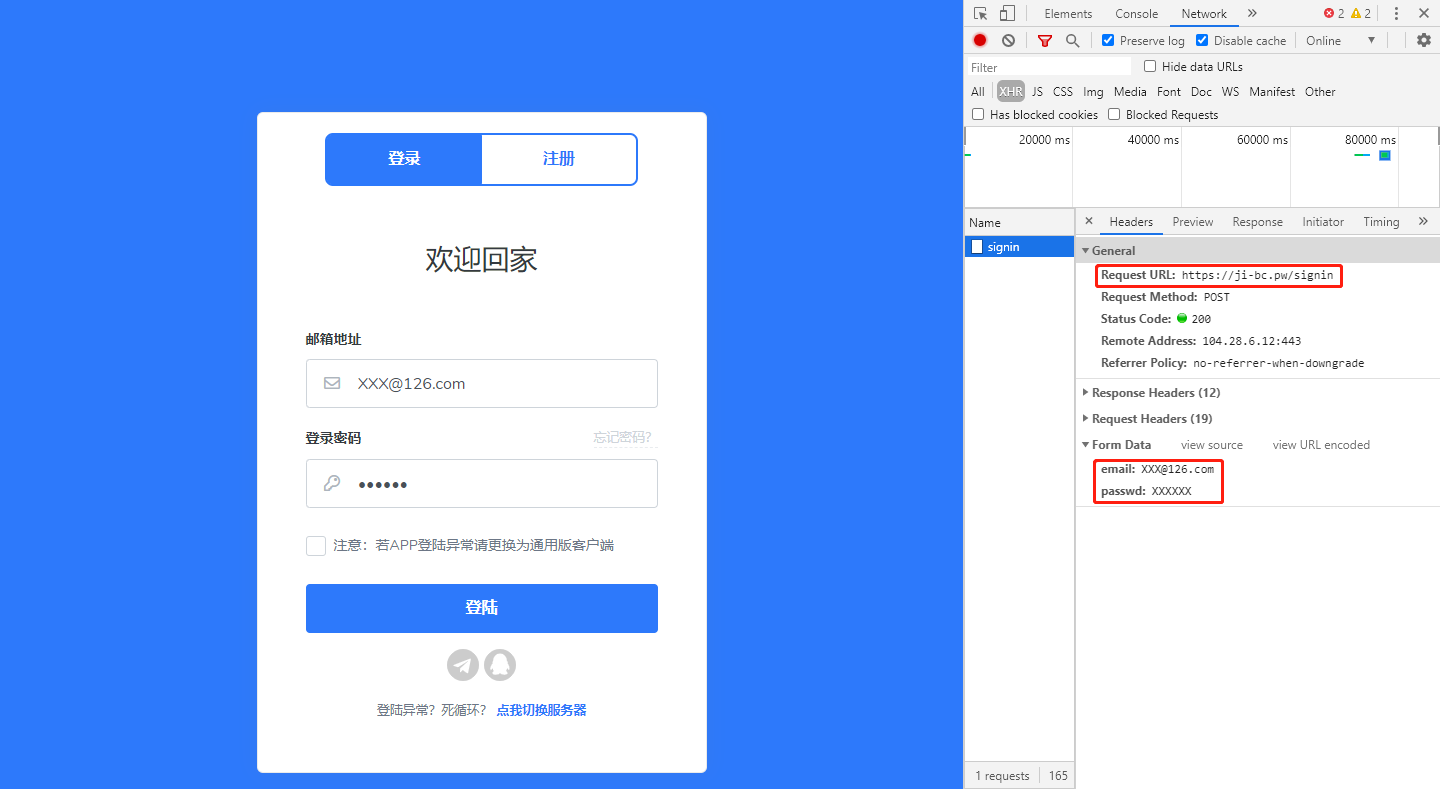 登录 注册
欢迎回家
邮箱地址
XXX@126.com
登录密码 忘记密码?
••••••
注意：若APP登陆异常请更换为通用版客户端
登陆
登陆异常? 死循环? 点我切换服务器
Elements Console Network » 2 2
Preserve log Disable cache Online
Filter Hide data URLs
All XHR JS CSS Img Media Font Doc WS Manifest Other
Has blocked cookies Blocked Requests
20000 ms 40000 ms 60000 ms 80000 ms
Name
signin
1 requests 165
× Headers Preview Response Initiator Timing »
General
Request URL: https://ji-bc.pw/signin
Request Method: POST
Status Code: 200
Remote Address: 104.28.6.12:443
Referrer Policy: no-referrer-when-downgrade
Response Headers (12)
Request Headers (19)
Form Data view source view URL encoded
email: XXX@126.com
passwd: XXXXXX